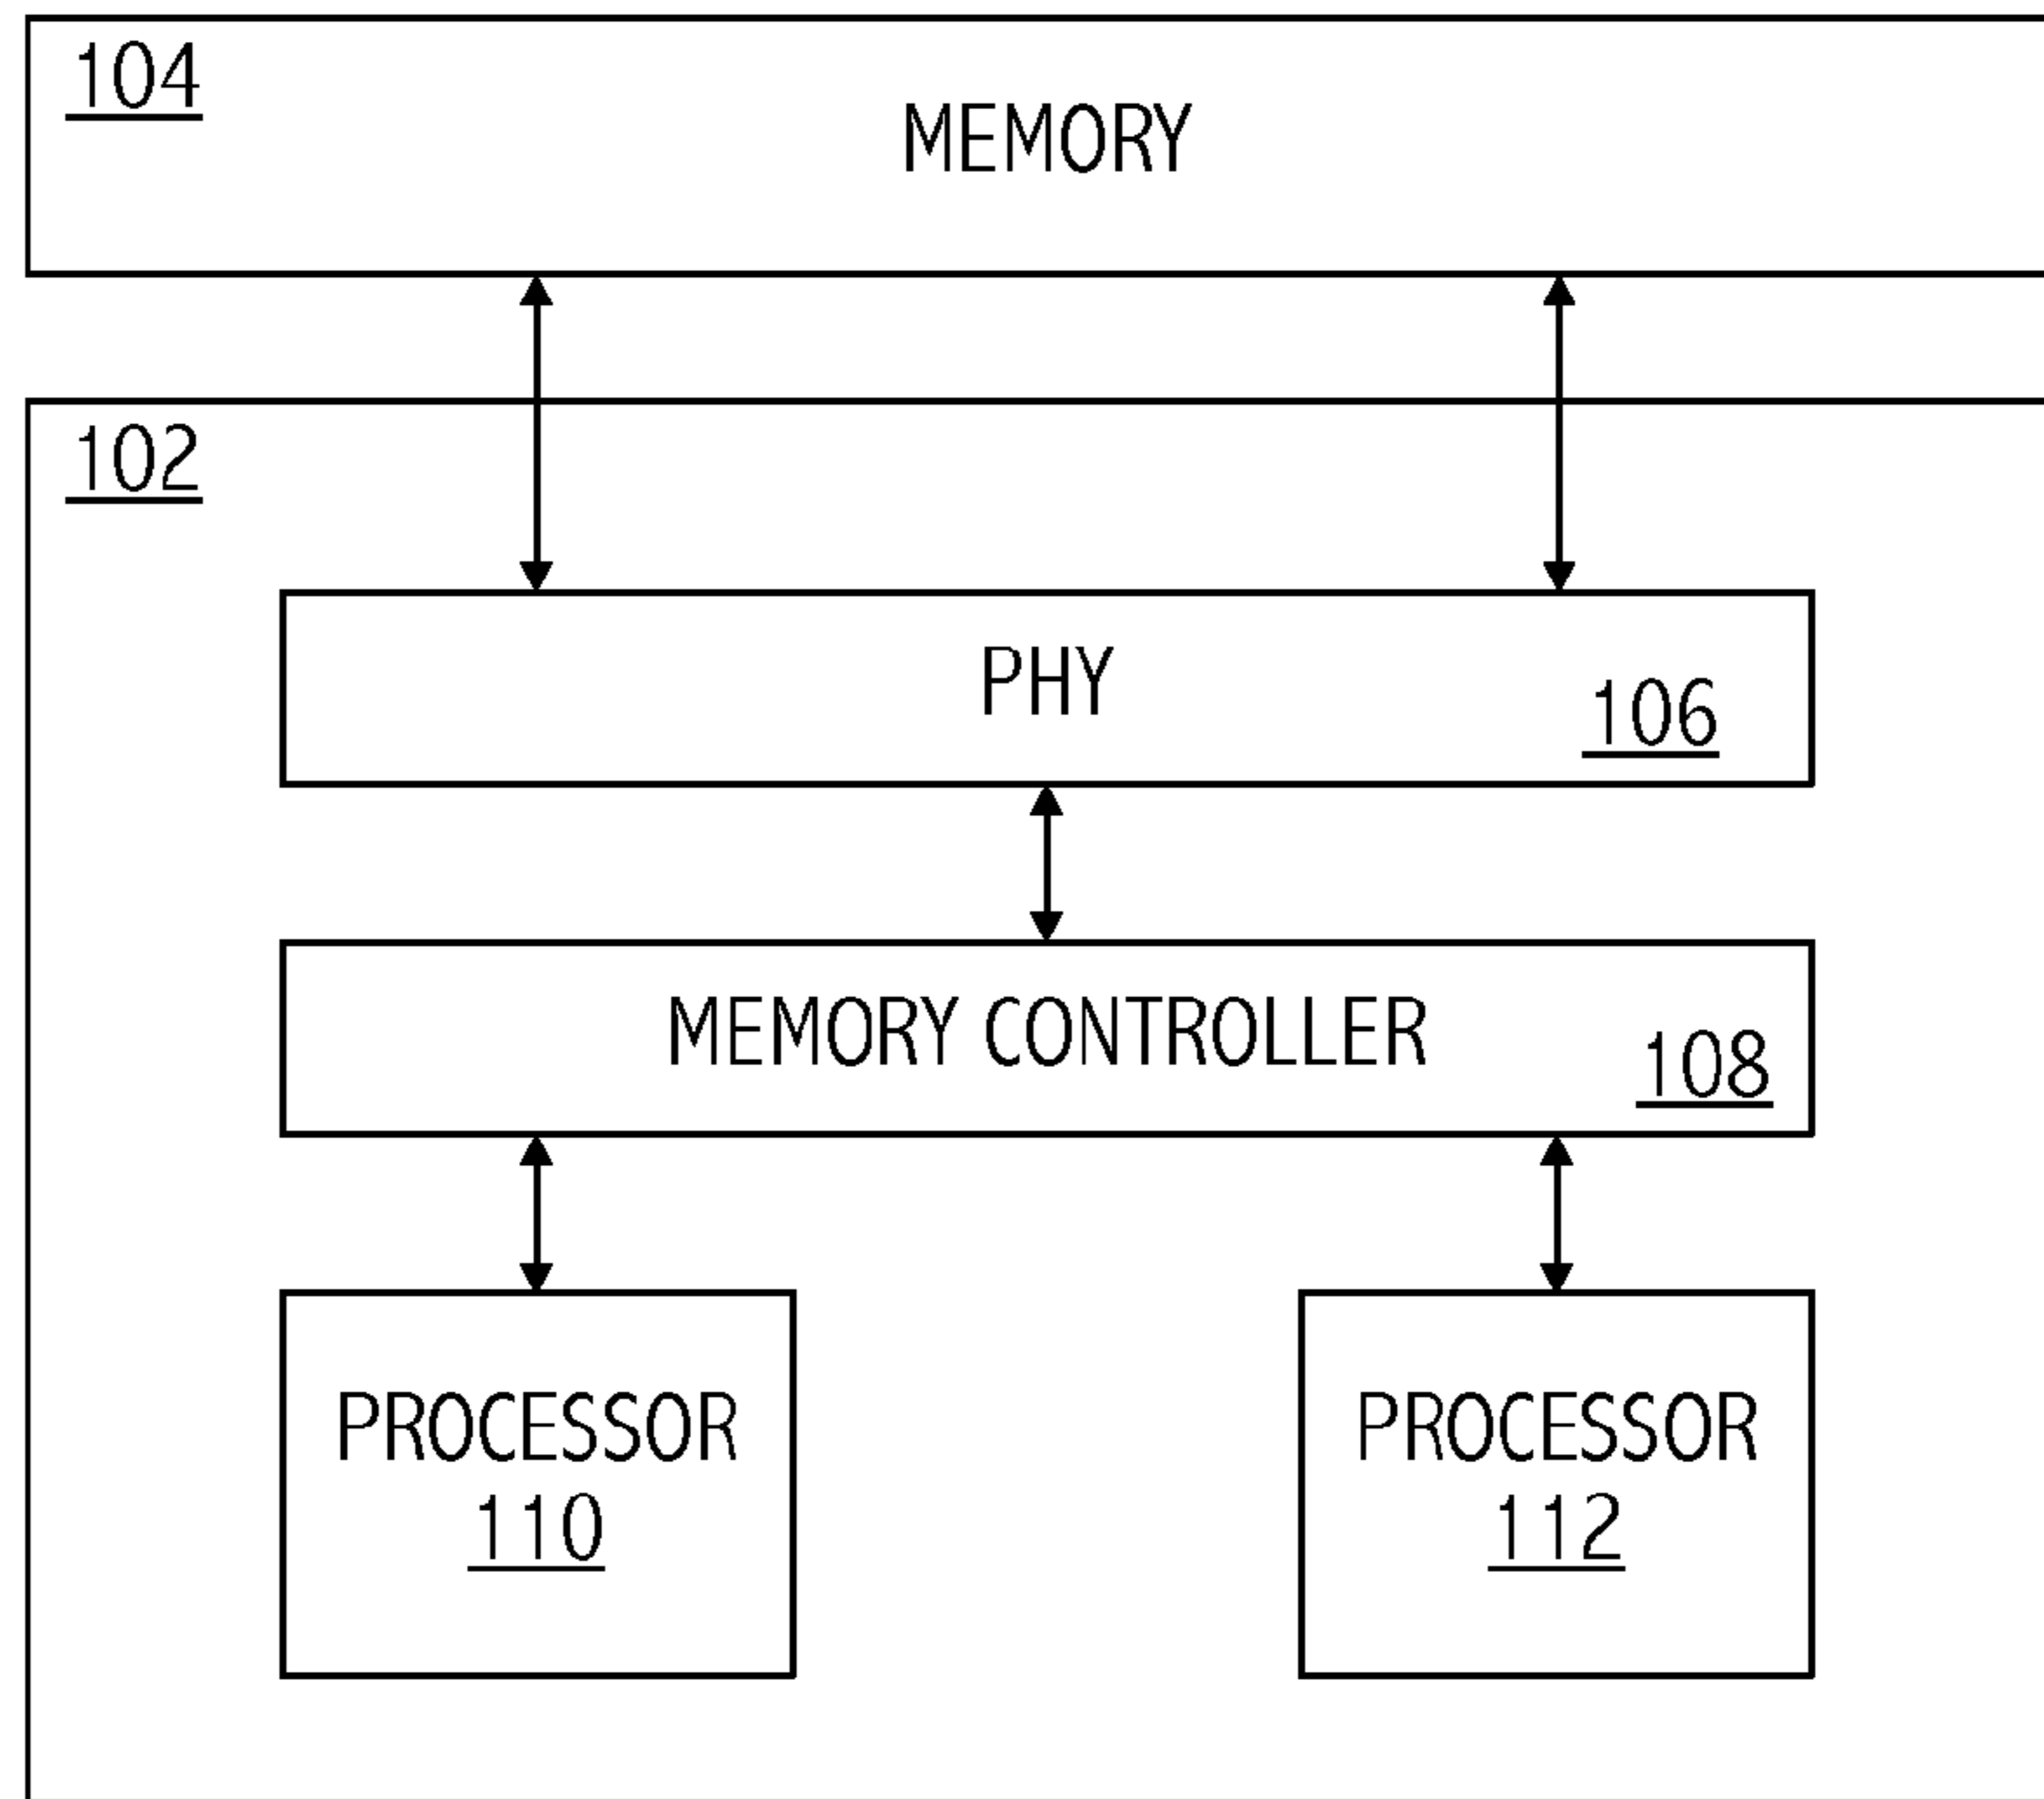 104
MEMORY
102
PHY
106
MEMORY CONTROLLER
108
PROCESSOR
110
PROCESSOR
112